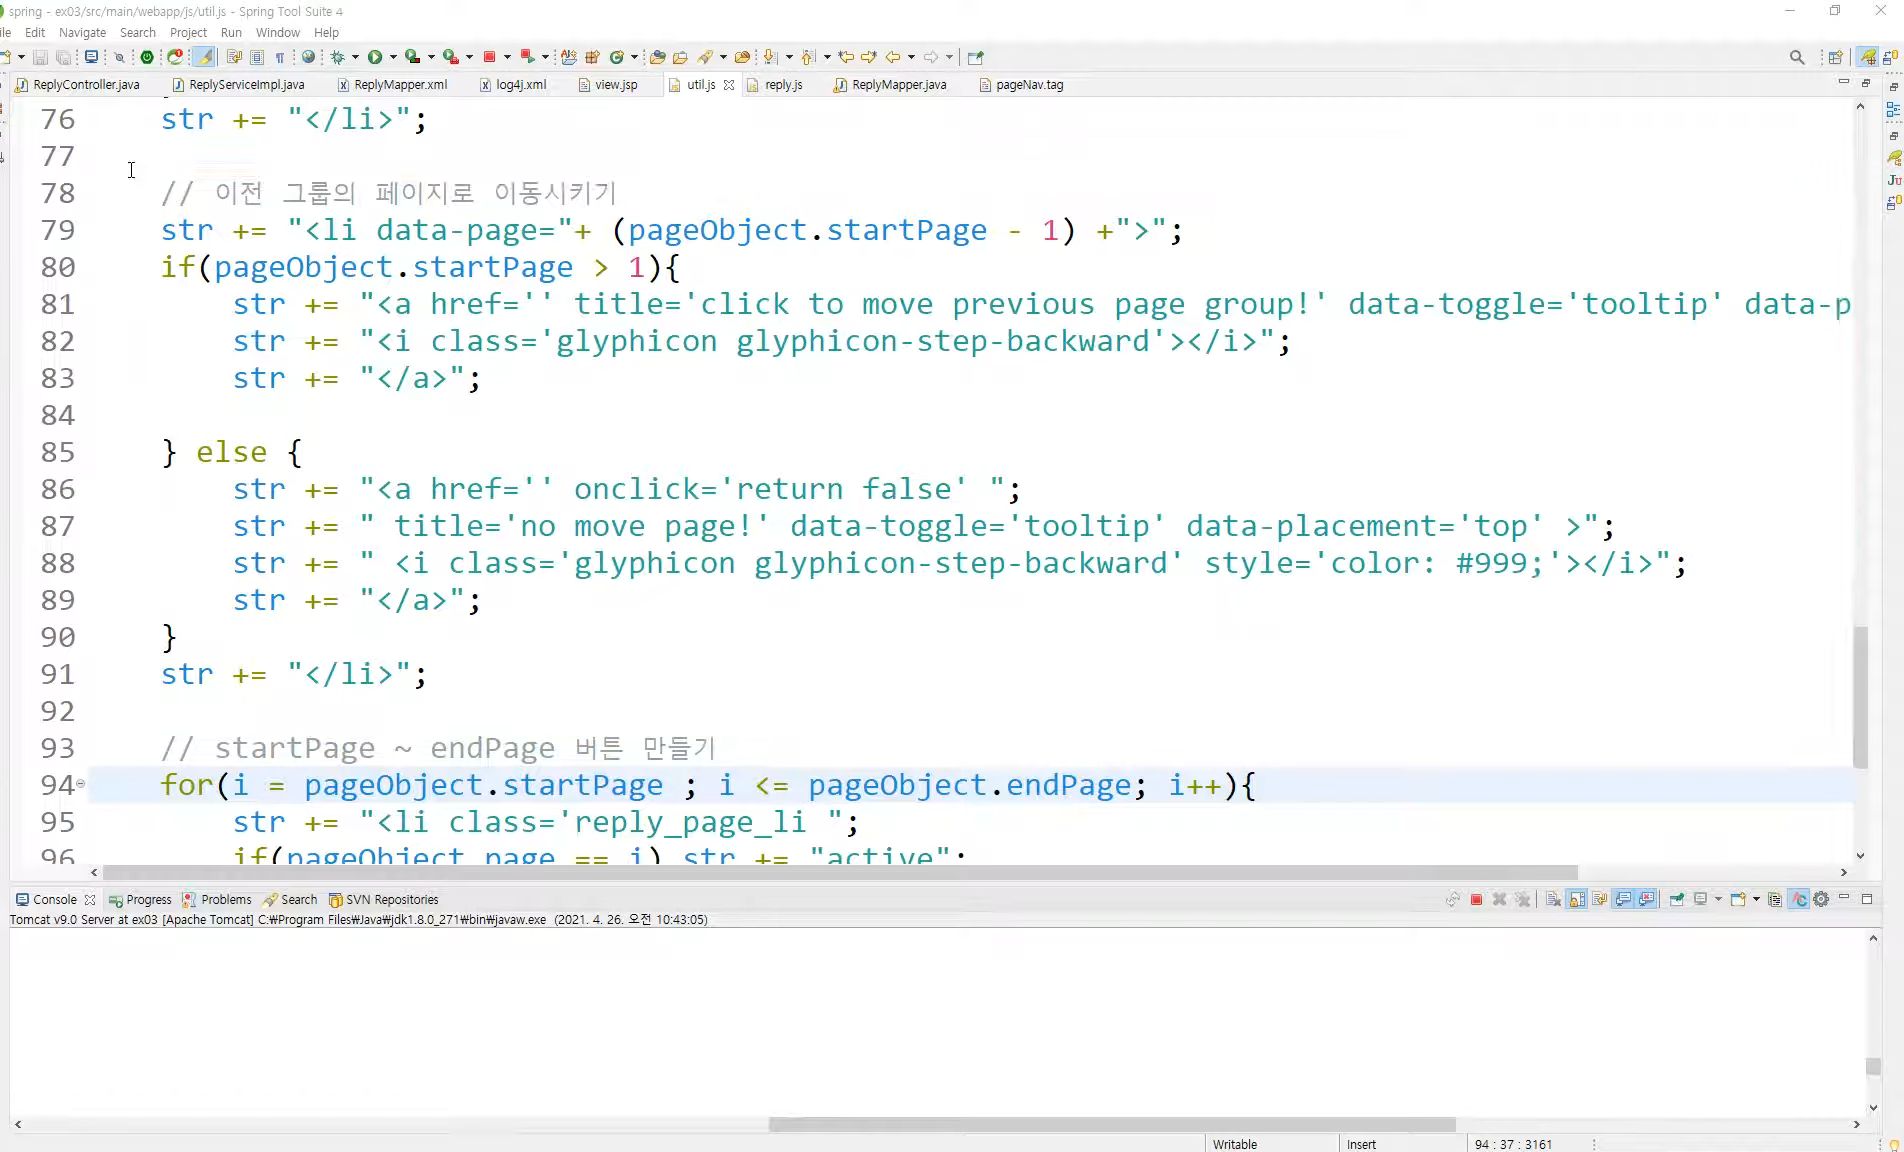 spring - ex03/src/main/webapp/js/util.js - Spring Tool Suite 4
ile Edit Navigate Search Project Run Window Help
ReplyController.java ReplyServiceImpl.java ReplyMapper.xml log4j.xml view.jsp util.js reply.js ReplyMapper.java pageNav.tag
76 str += "</li>";
77
78 // 이전 그룹의 페이지로 이동시키기
79 str += "<li data-page="+ (pageObject.startPage - 1) +">";
80 if(pageObject.startPage > 1){
81 str += "<a href='' title='click to move previous page group!' data-toggle='tooltip' data-p
82 str += "<i class='glyphicon glyphicon-step-backward'></i>";
83 str += "</a>";
84
85 } else {
86 str += "<a href='' onclick='return false' ";
87 str += " title='no move page!' data-toggle='tooltip' data-placement='top' >";
88 str += " <i class='glyphicon glyphicon-step-backward' style='color: #999;'></i>";
89 str += "</a>";
90 }
91 str += "</li>";
92
93 // startPage ~ endPage 버튼 만들기
94 for(i = pageObject.startPage ; i <= pageObject.endPage; i++){
95 str += "<li class='reply_page_li ";
96 if(pageObject.page == i) str += "active";
Console Progress Problems Search SVN Repositories
Tomcat v9.0 Server at ex03 [Apache Tomcat] C:₩Program Files₩Java₩jdk1.8.0_271₩bin₩javaw.exe (2021. 4. 26. 오전 10:43:05)
Writable Insert 94 : 37 : 3161